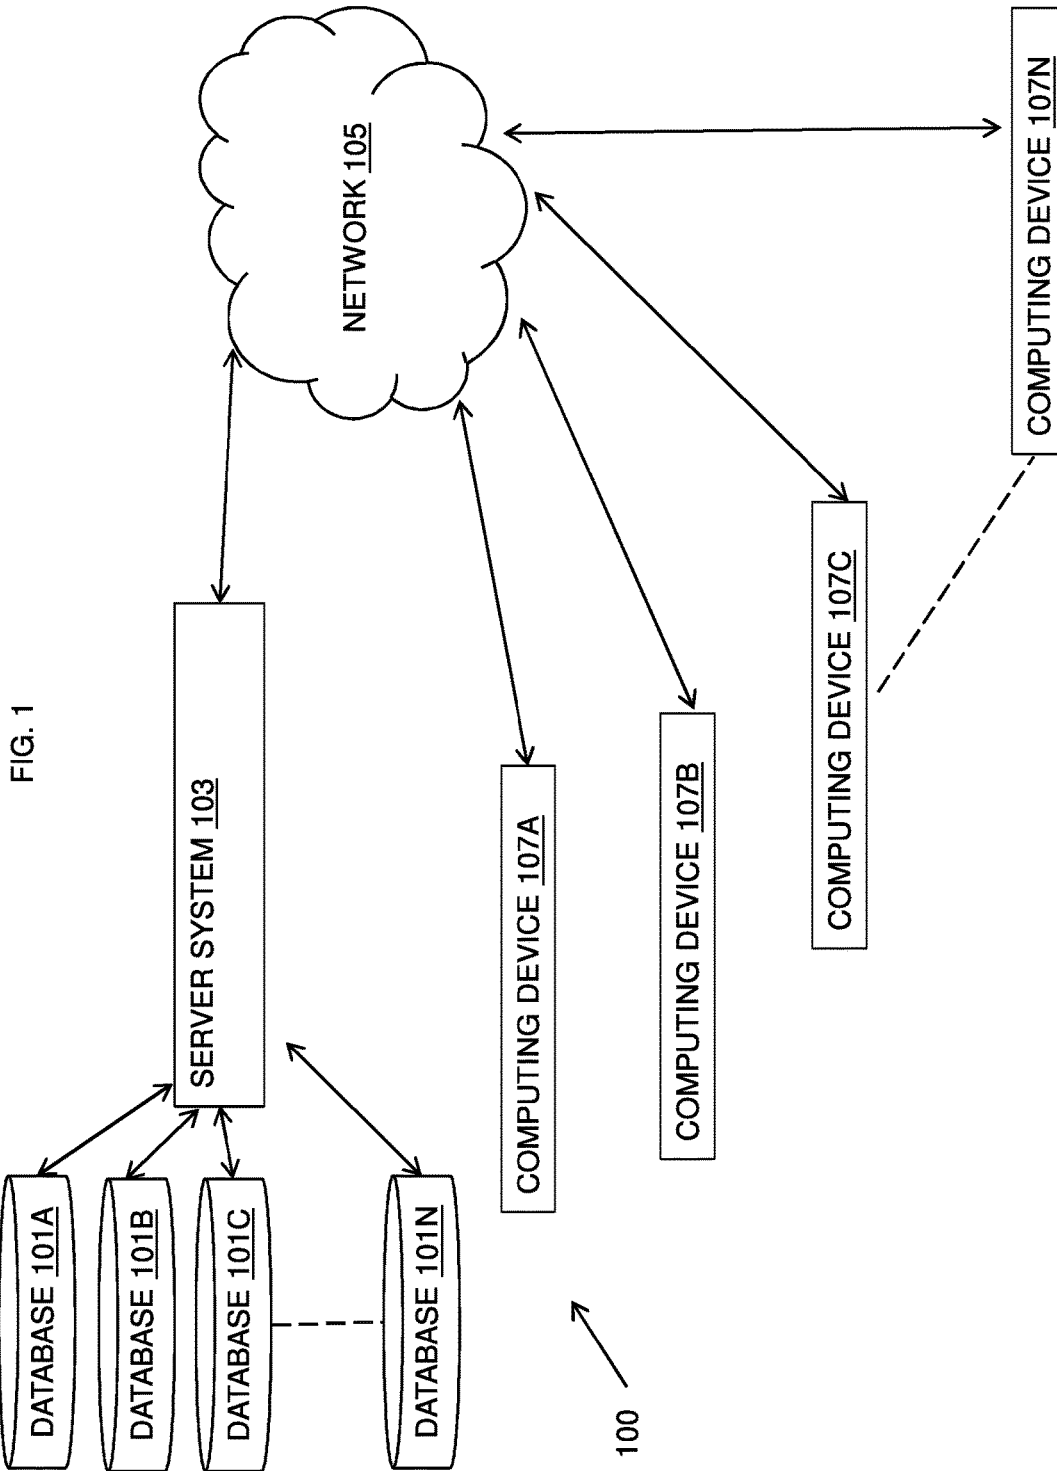 FIG. 1
DATABASE 101A
DATABASE 101B
DATABASE 101C
DATABASE 101N
SERVER SYSTEM 103
NETWORK 105
COMPUTING DEVICE 107A
COMPUTING DEVICE 107B
COMPUTING DEVICE 107C
COMPUTING DEVICE 107N
100